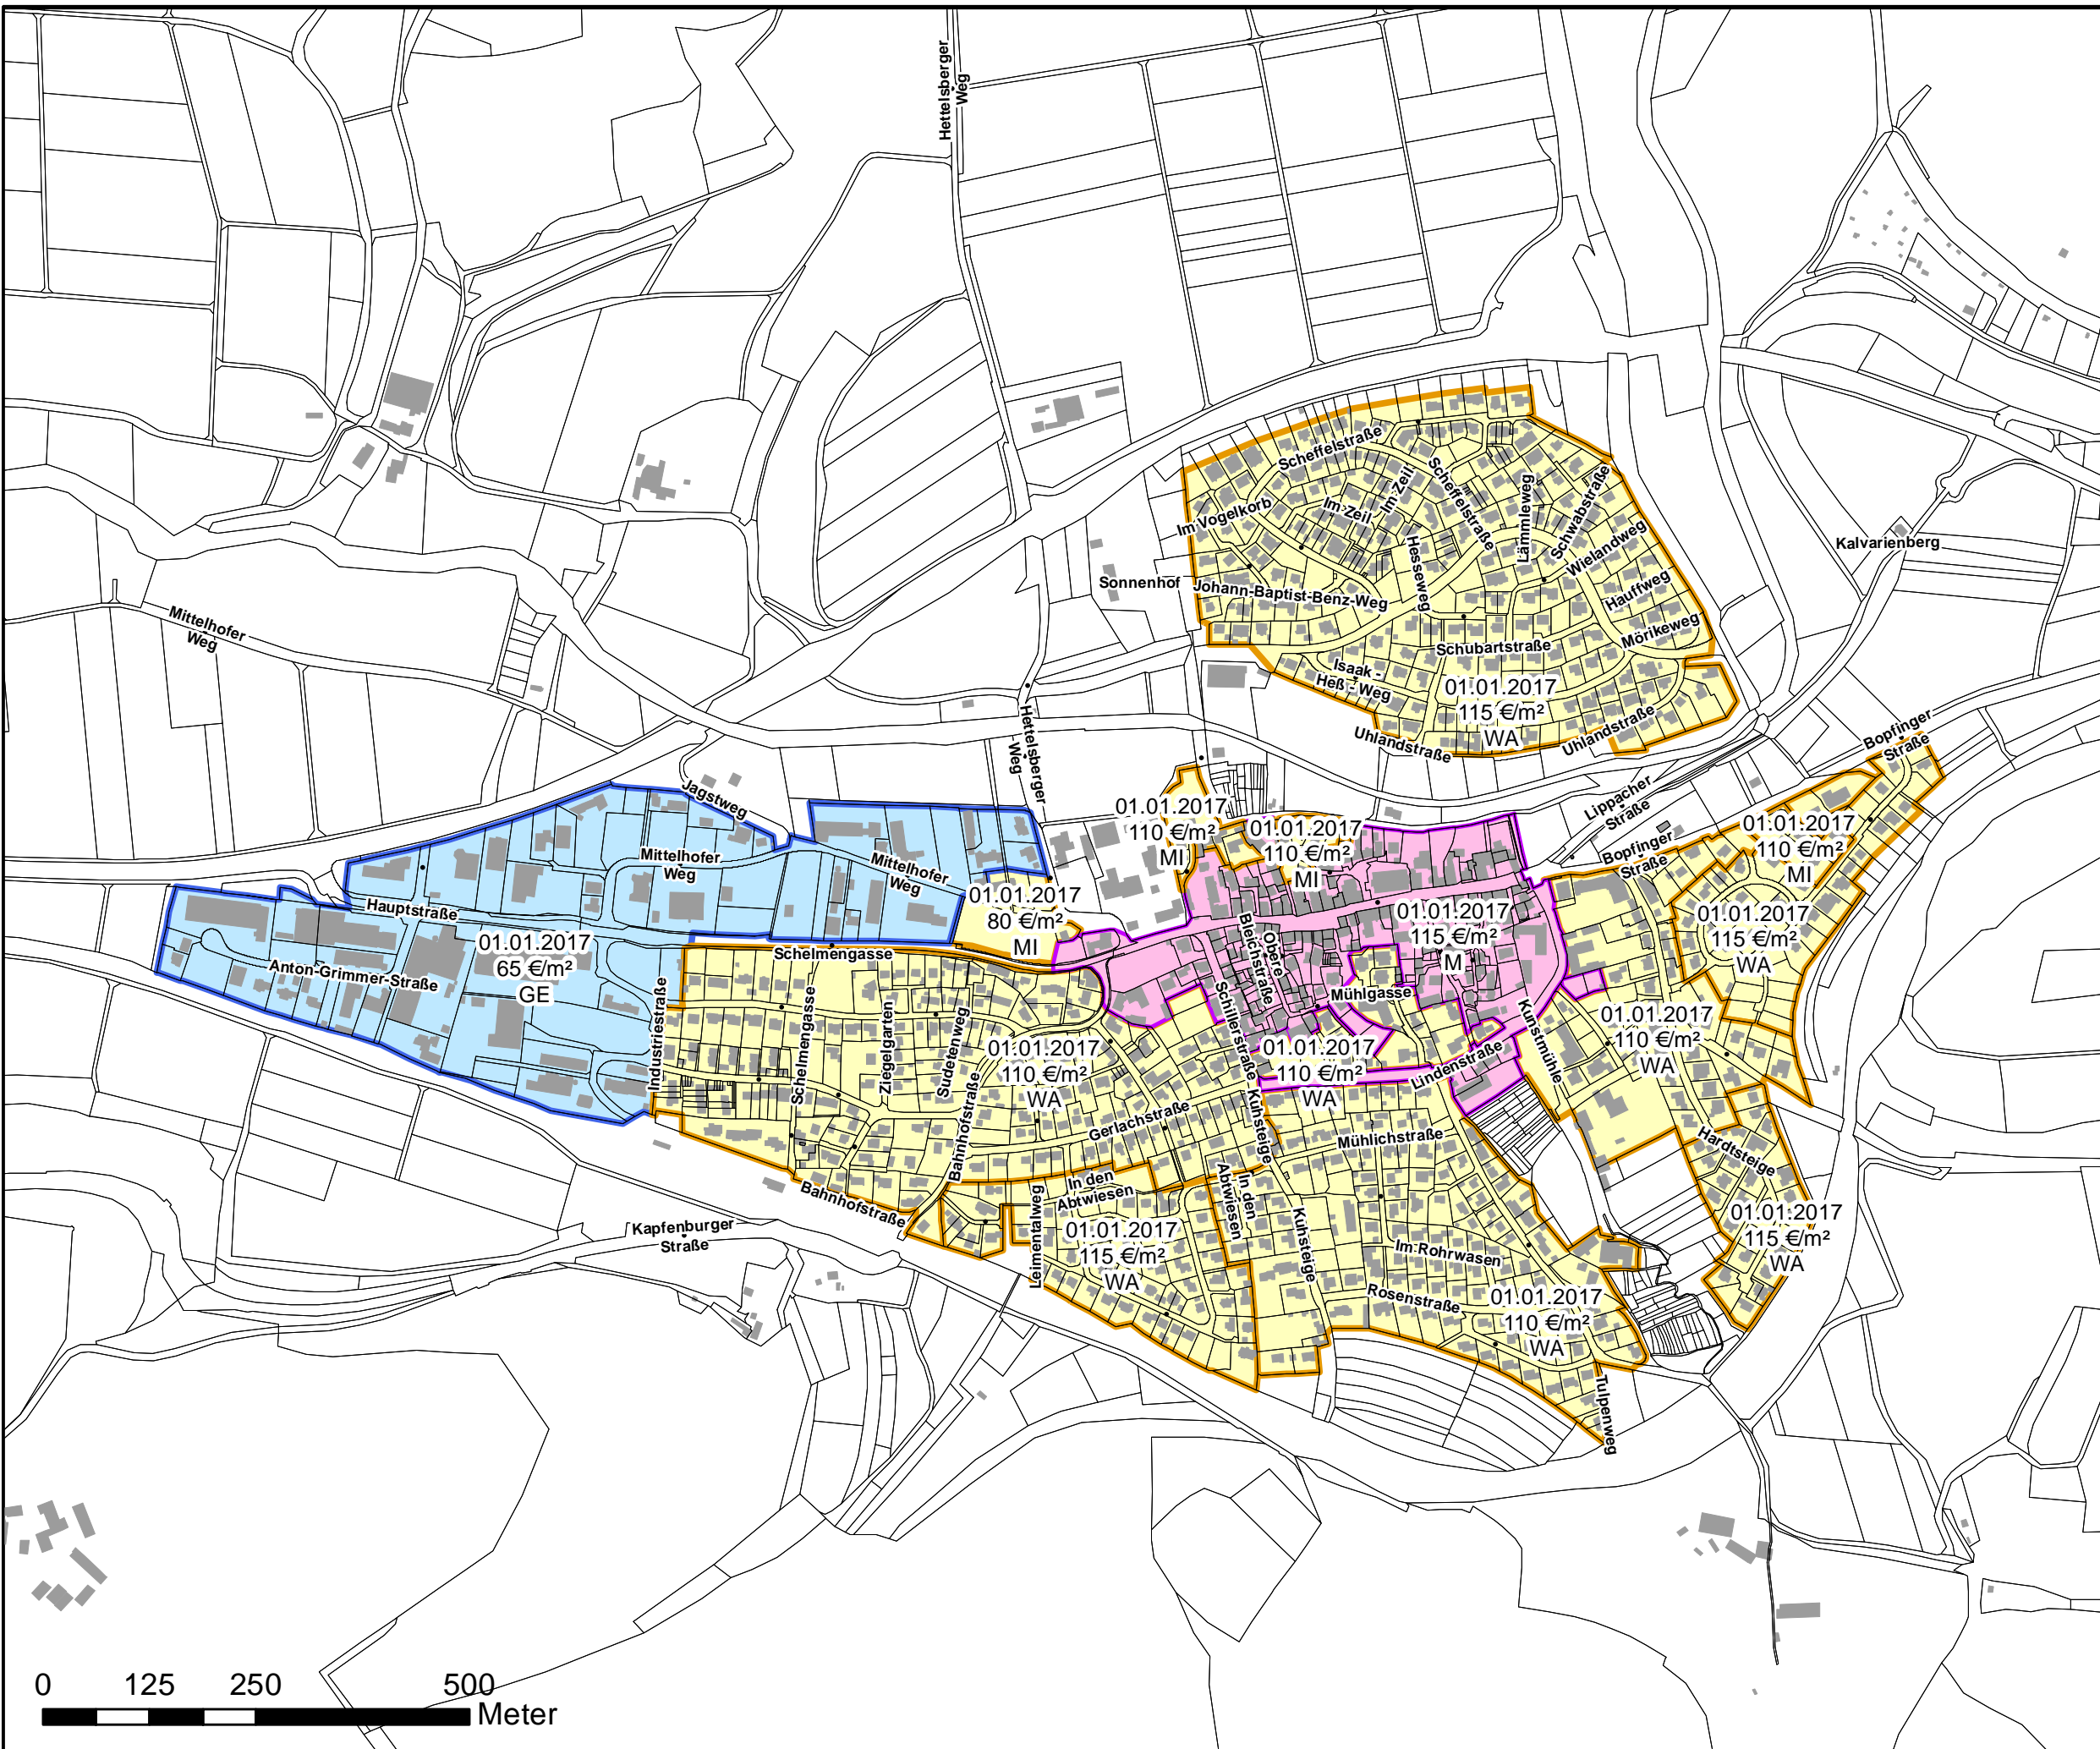 Hettelsberger
Weg
Scheffelstraße
Im Zeil
Scheffelstraße
Lämmleweg
Schwabstraße
Im Vogelkorb
Im Zeil
Wielandweg
Kalvarienberg
Hesseweg
Sonnenhof
Johann-Baptist-Benz-Weg
Hauffweg
Mittelhofer
Weg
Mörikeweg
Schubartstraße
Isaak -
Heß - Weg
01.01.2017
115 €/m²
WA
Uhlandstraße
Uhlandstraße
Hettelsberger
Weg
Bopfinger
Straße
Jagstweg
Lippacher
Straße
01.01.2017
110 €/m²
MI
01.01.2017
110 €/m²
MI
01.01.2017
110 €/m²
MI
Bopfinger
Straße
Mittelhofer
Weg
Mittelhofer
Weg
01.01.2017
80 €/m²
MI
Hauptstraße
01.01.2017
115 €/m²
M
01.01.2017
115 €/m²
WA
01.01.2017
65 €/m²
GE
Schelmengasse
Obere
Bleichstraße
Anton-Grimmer-Straße
Mühlgasse
Industriestraße
Schelmengasse
Ziegelgarten
Sudetenweg
Schillerstraße
Kunstmühle
01.01.2017
110 €/m²
WA
01.01.2017
110 €/m²
WA
01.01.2017
110 €/m²
WA
Lindenstraße
Bahnhofstraße
Gerlachstraße
Kuhsteige
Mühlichstraße
Hardtsteige
In den
Abtwiesen
In den
Abtwiesen
Leimentalweg
Bahnhofstraße
Kapfenburger
Straße
01.01.2017
115 €/m²
WA
Kuhsteige
Im Rohrwasen
01.01.2017
115 €/m²
WA
Rosenstraße
01.01.2017
110 €/m²
WA
Tulpenweg
0 125 250 500
Meter